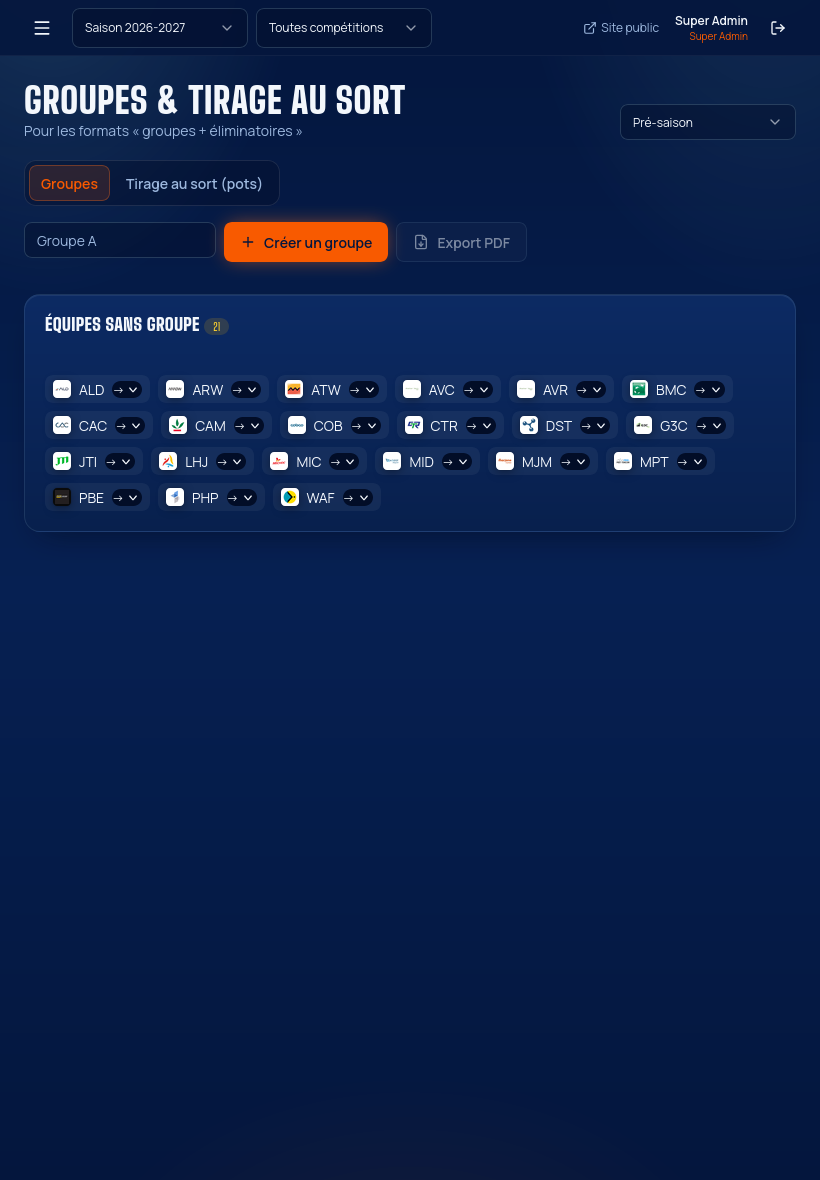 Saison 2026-2027
Toutes compétitions
Site public
Super Admin
Super Admin
GROUPES & TIRAGE AU SORT
Pour les formats « groupes + éliminatoires »
Pré-saison
Groupes
Tirage au sort (pots)
Groupe A
Créer un groupe
Export PDF
ÉQUIPES SANS GROUPE 21
ALD → ARW → ATW → AVC → AVR → BMC →
CAC → CAM → COB → CTR → DST → G3C →
JTI → LHJ → MIC → MID → MJM → MPT →
PBE → PHP → WAF →